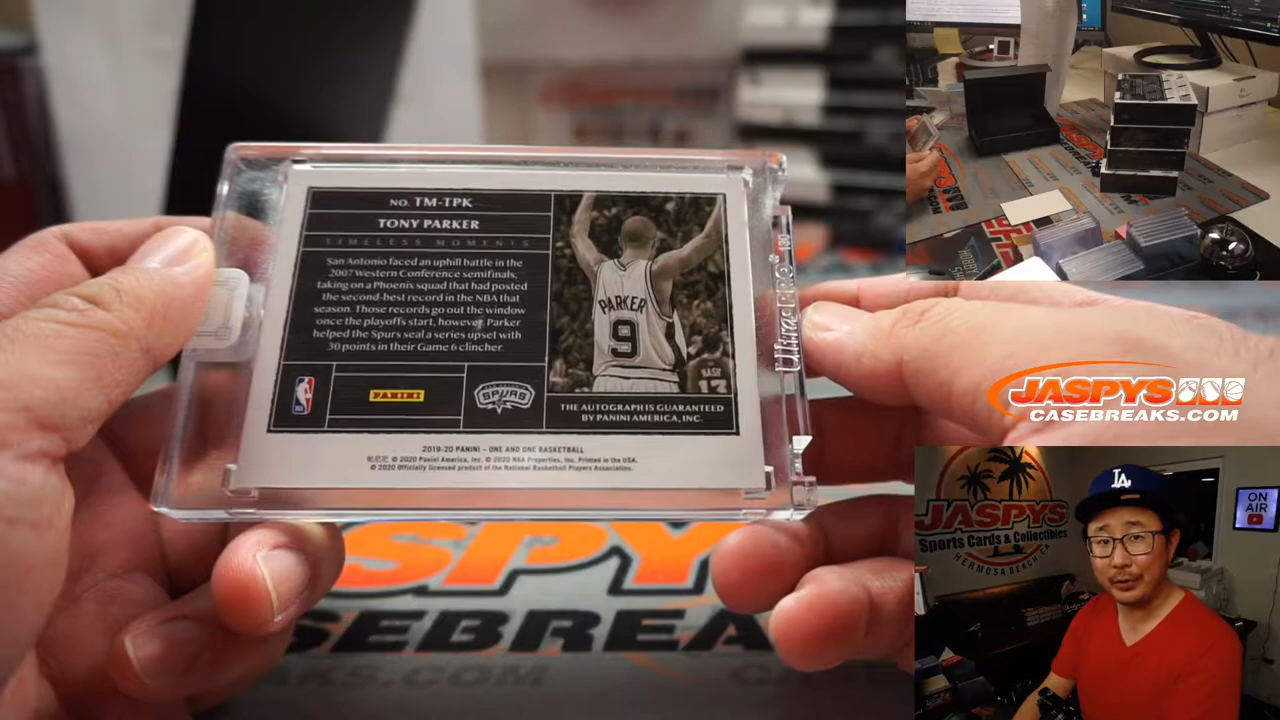 NO. TM-TPK
TONY PARKER
TIMELESS MOMENTS
San Antonio faced an uphill battle in the
2007 Western Conference semifinals,
taking on a Phoenix squad that had posted
the second-best record in the NBA that
season. Those records go out the window
once the playoffs start, however. Parker
helped the Spurs seal a series upset with
30 points in their Game 6 clincher.
PARKER
9
NASH
13
PANINI
SPURS
THE AUTOGRAPH IS GUARANTEED
BY PANINI AMERICA, INC.
2019-20 PANINI – ONE AND ONE BASKETBALL
© 2020 Panini America, Inc. © 2020 NBA Properties, Inc. Printed in the USA.
© 2020 Officially licensed product of the National Basketball Players Association.
Ultra·PRO
130
SPY
SEBREA
.COM
JASPYS
CASEBREAKS.COM
JASPYS
Sports Cards & Collectibles
HERMOSA BEACH, CA
LA
ON
AIR